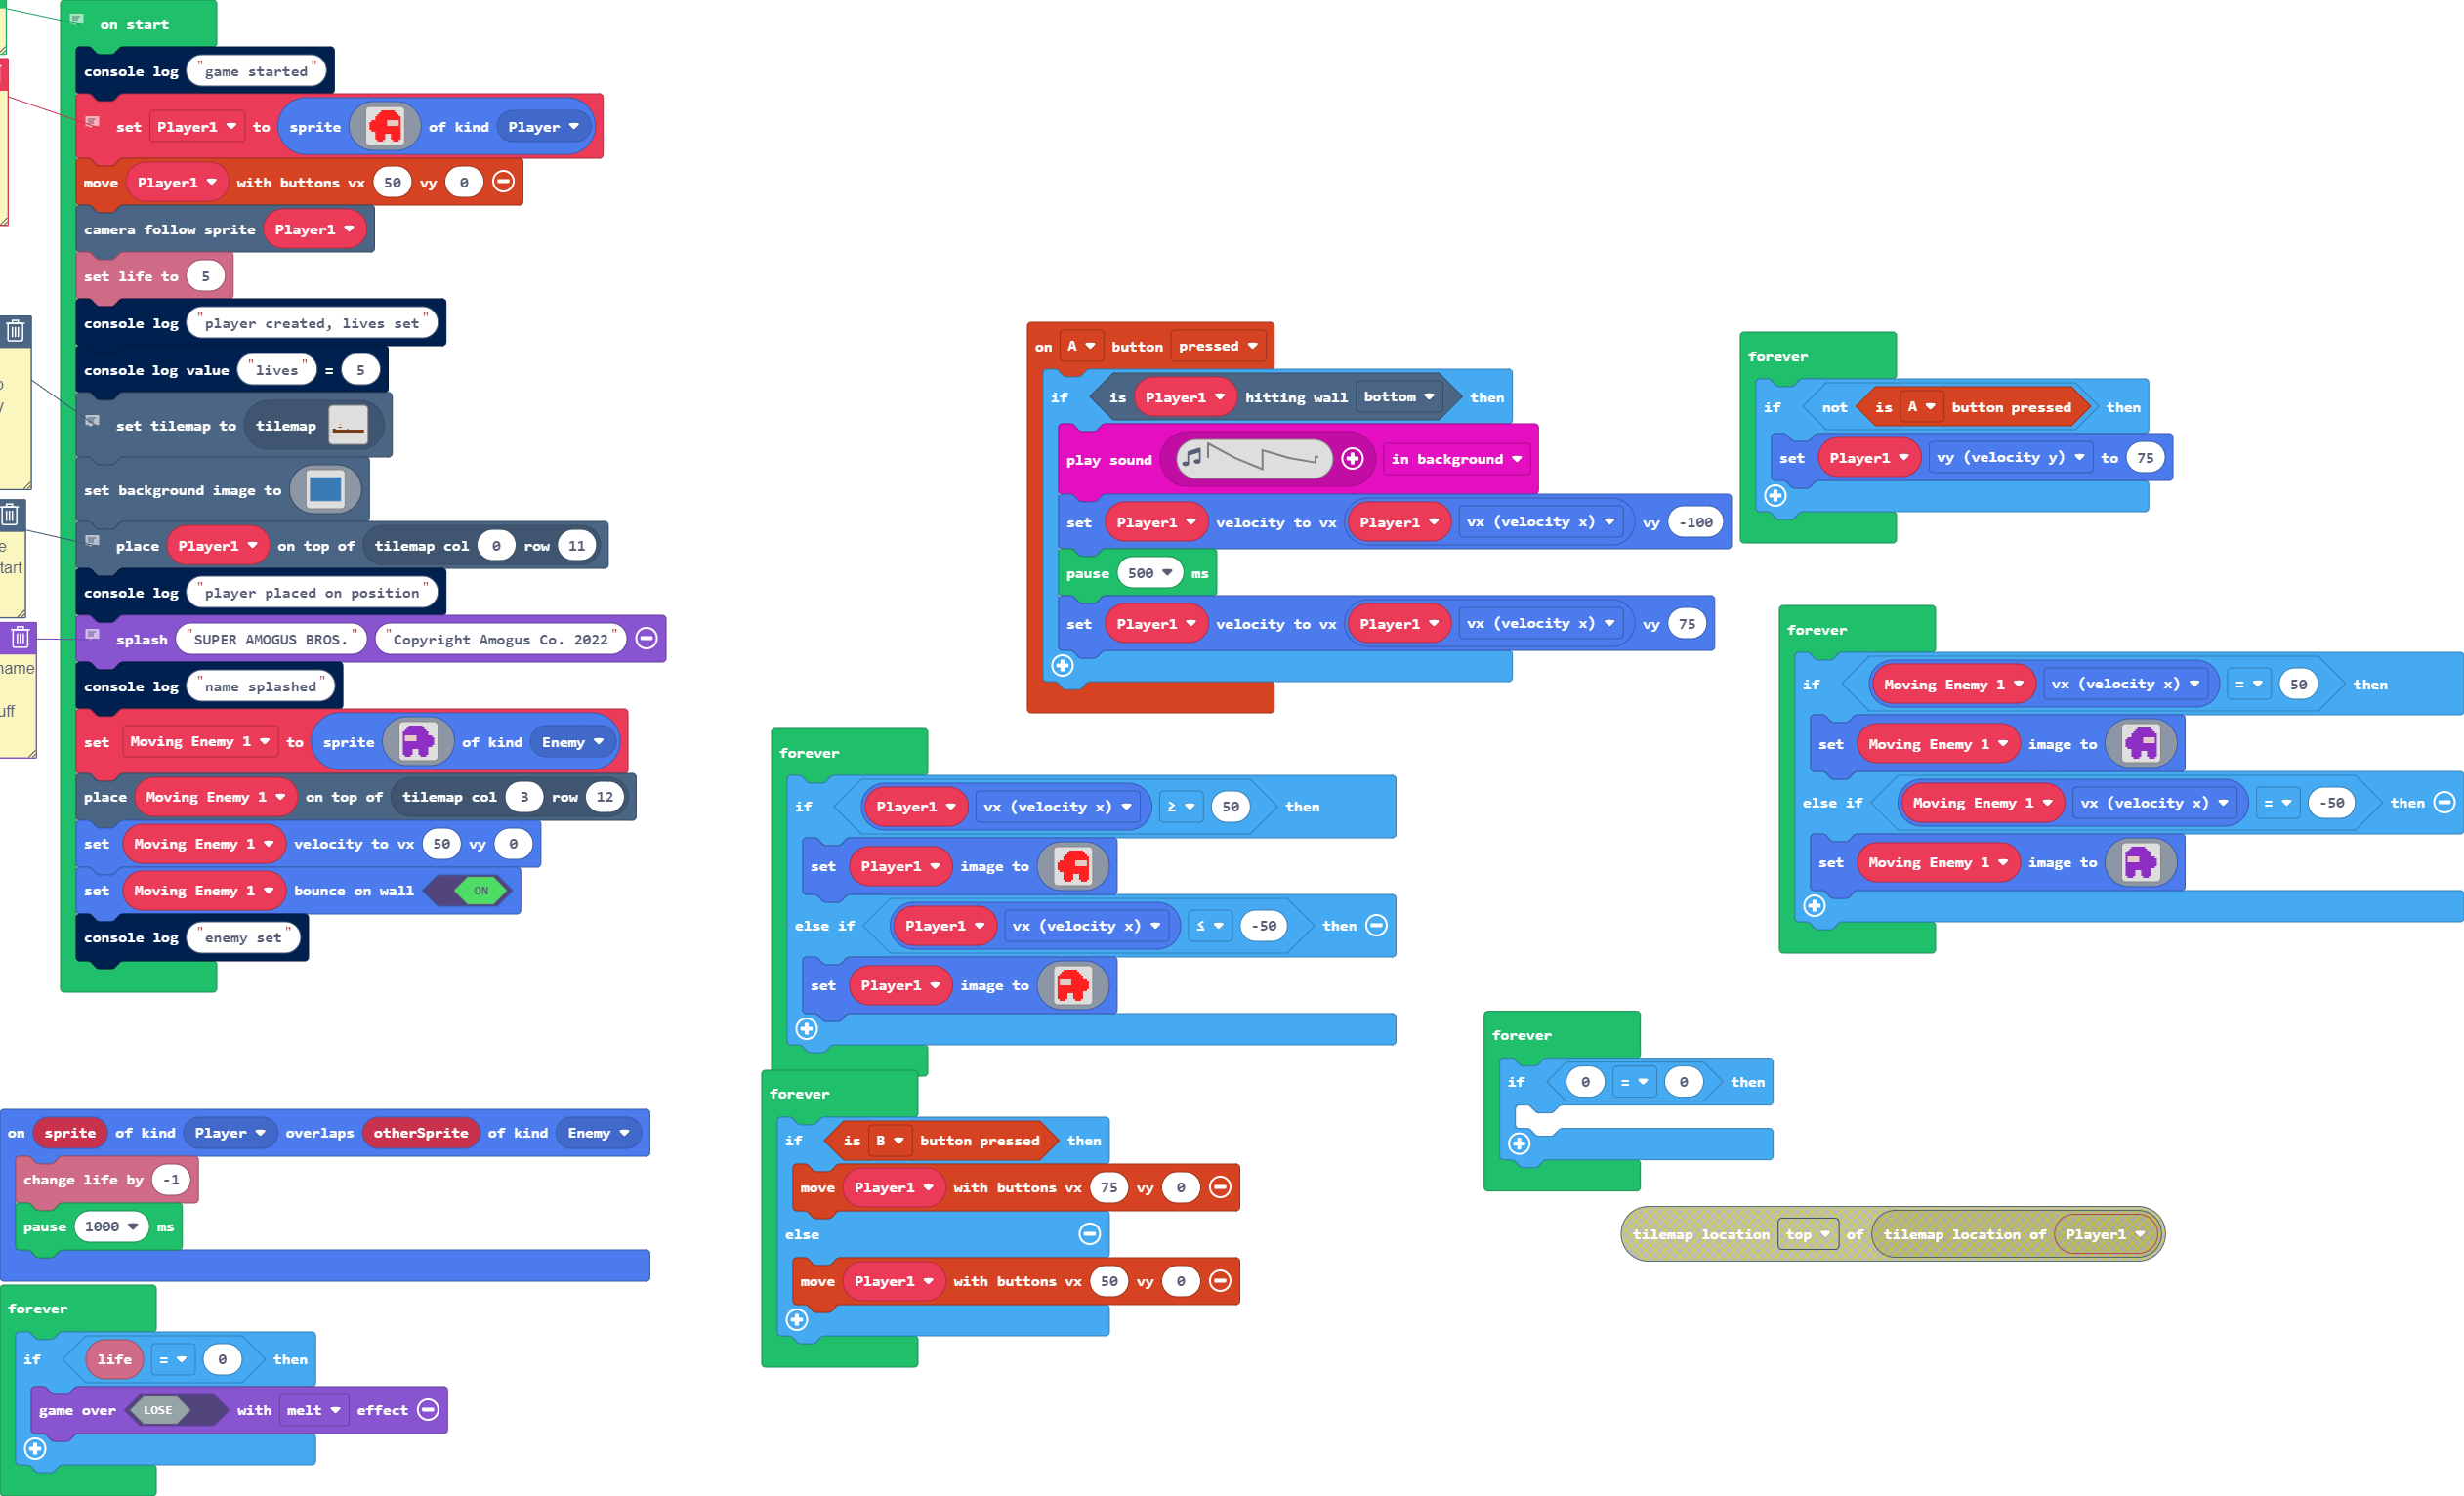 on start
console log "game started"
set Player1 to sprite of kind Player
move Player1 with buttons vx 50 vy 0
camera follow sprite Player1
set life to 5
console log "player created, lives set"
console log value "lives" = 5
set tilemap to tilemap
set background image to
place Player1 on top of tilemap col 0 row 11
console log "player placed on position"
splash "SUPER AMOGUS BROS." "Copyright Amogus Co. 2022"
console log "name splashed"
set Moving Enemy 1 to sprite of kind Enemy
place Moving Enemy 1 on top of tilemap col 3 row 12
set Moving Enemy 1 velocity to vx 50 vy 0
set Moving Enemy 1 bounce on wall ON
console log "enemy set"
y
e
tart
name
uff
on sprite of kind Player overlaps otherSprite of kind Enemy
change life by -1
pause 1000 ms
forever
if life = 0 then
game over LOSE with melt effect
on A button pressed
if is Player1 hitting wall bottom then
play sound in background
set Player1 velocity to vx Player1 vx (velocity x) vy -100
pause 500 ms
set Player1 velocity to vx Player1 vx (velocity x) vy 75
forever
if Player1 vx (velocity x) ≥ 50 then
set Player1 image to
else if Player1 vx (velocity x) ≤ -50 then
set Player1 image to
forever
if is B button pressed then
move Player1 with buttons vx 75 vy 0
else
move Player1 with buttons vx 50 vy 0
forever
if not is A button pressed then
set Player1 vy (velocity y) to 75
forever
if Moving Enemy 1 vx (velocity x) = 50 then
set Moving Enemy 1 image to
else if Moving Enemy 1 vx (velocity x) = -50 then
set Moving Enemy 1 image to
forever
if 0 = 0 then
tilemap location top of tilemap location of Player1